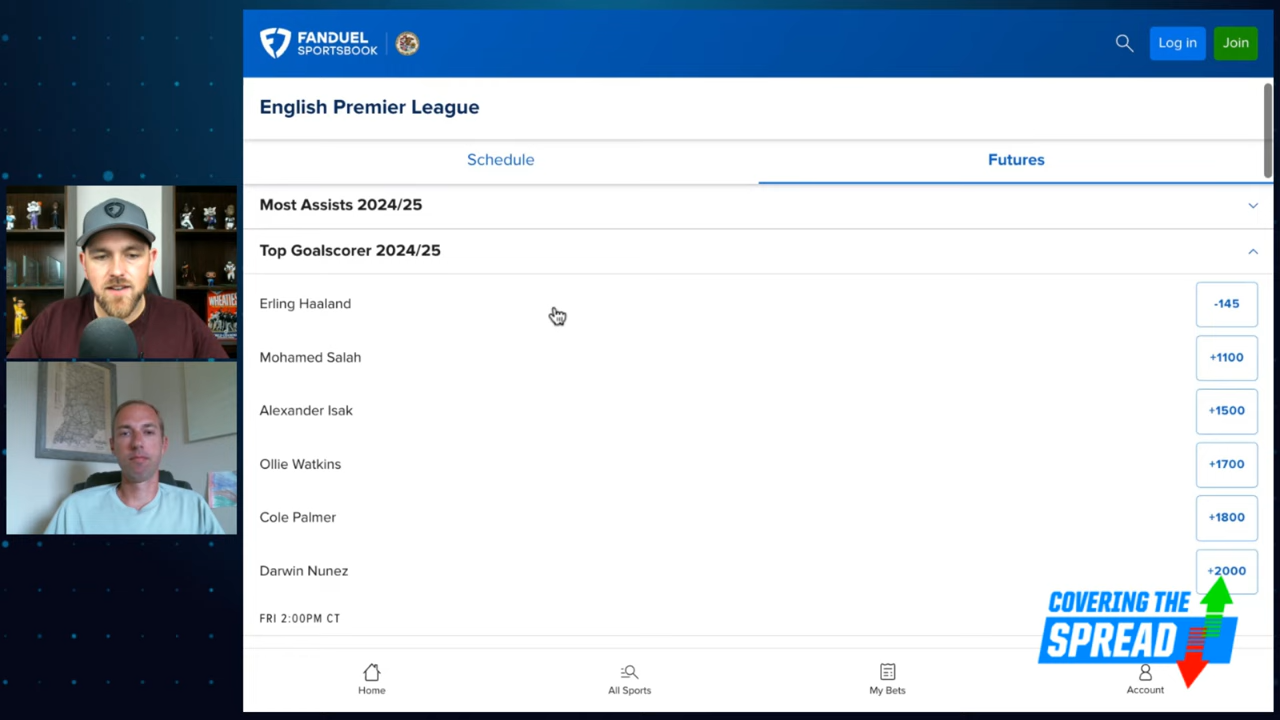 FANDUEL
SPORTSBOOK
Log in
Join
English Premier League
Schedule
Futures
Most Assists 2024/25
Top Goalscorer 2024/25
Erling Haaland
-145
Mohamed Salah
+1100
Alexander Isak
+1500
Ollie Watkins
+1700
Cole Palmer
+1800
Darwin Nunez
+2000
FRI 2:00PM CT
COVERING THE
SPREAD
Home
All Sports
My Bets
Account
WHEATIES